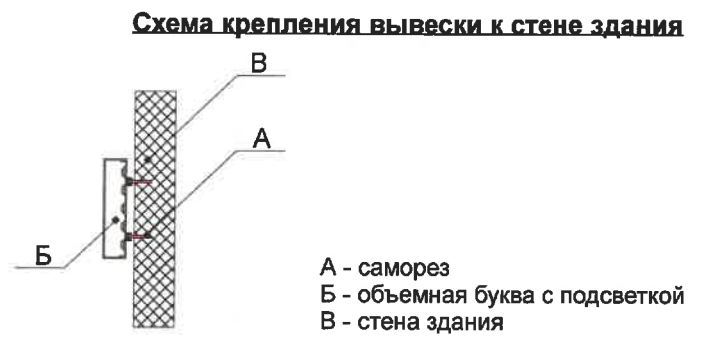 Схема крепления вывески к стене здания
В
А
Б
А - саморез
Б - объемная буква с подсветкой
В - стена здания